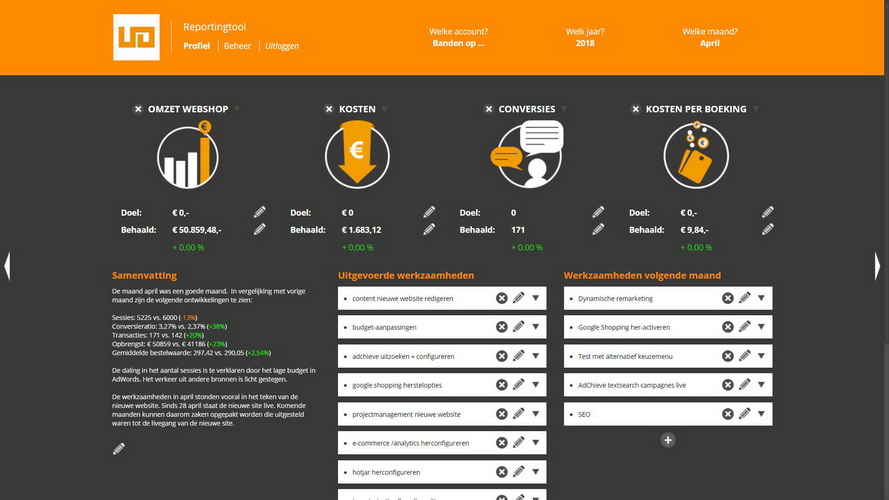 Reportingtool
Profiel Beheer Uitloggen
Welke account?
Banden op ...
Welk jaar?
2018
Welke maand?
April
OMZET WEBSHOP
€
Doel: € 0,-
Behaald: € 50.859,48,-
+ 0.00 %
KOSTEN
€
Doel: € 0
Behaald: € 1.683,12
+ 0.00 %
CONVERSIES
Doel: 0
Behaald: 171
+ 0.00 %
KOSTEN PER BOEKING
€
€
€
Doel: € 0,-
Behaald: € 9,84,-
+ 0.00 %
Samenvatting
De maand april was een goede maand. In vergelijking met vorige
maand zijn de volgende ontwikkelingen te zien:
Sessies: 5225 vs. 6000 (-13%)
Conversieratio: 3,27% vs. 2,37% (+38%)
Transacties: 171 vs. 142 (+20%)
Opbrengst: € 50859 vs. € 41186 (+23%)
Gemiddelde bestelwaarde: 297,42 vs. 290,05 (+2,54%)
De daling in het aantal sessies is te verklaren door het lage budget in
AdWords. Het verkeer uit andere bronnen is licht gestegen.
De werkzaamheden in april stonden vooral in het teken van de
nieuwe website. Sinds 28 april staat de nieuwe site live. Komende
maanden kunnen daarom zaken opgepakt worden die uitgesteld
waren tot de livegang van de nieuwe site.
Uitgevoerde werkzaamheden
content nieuwe website redigeren
budget-aanpassingen
adchieve uitzoeken + configureren
google shopping herstelopties
projectmanagement nieuwe website
e-commerce /analytics herconfigureren
hotjar herconfigureren
Werkzaamheden volgende maand
Dynamische remarketing
Google Shopping her-activeren
Test met alternatief keuzemenu
AdChieve textsearch campagnes live
SEO